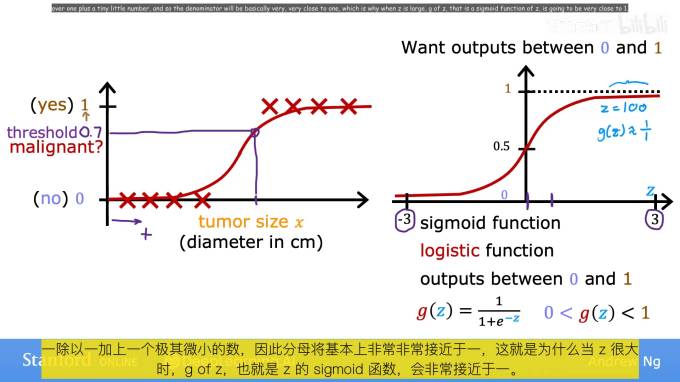 over one plus a tiny little number, and so the denominator will be basically very, very close to one, which is why when z is large, g of z, that is a sigmoid function of z, is going to be very close to 1.
bilibili
Want outputs between 0 and 1
(yes) 1
threshold 0.7
malignant?
(no) 0
+
tumor size x
(diameter in cm)
1
z=100
g(z)≈1/1
0.5
0
z
-3
3
sigmoid function
logistic function
outputs between 0 and 1
g(z) = 1/(1+e^{-z}) 0 < g(z) < 1
一除以一加上一个极其微小的数，因此分母将基本上非常非常接近于一，这就是为什么当 z 很大
时，g of z，也就是 z 的 sigmoid 函数，会非常接近于一。
Stanford ONLINE
Andrew Ng